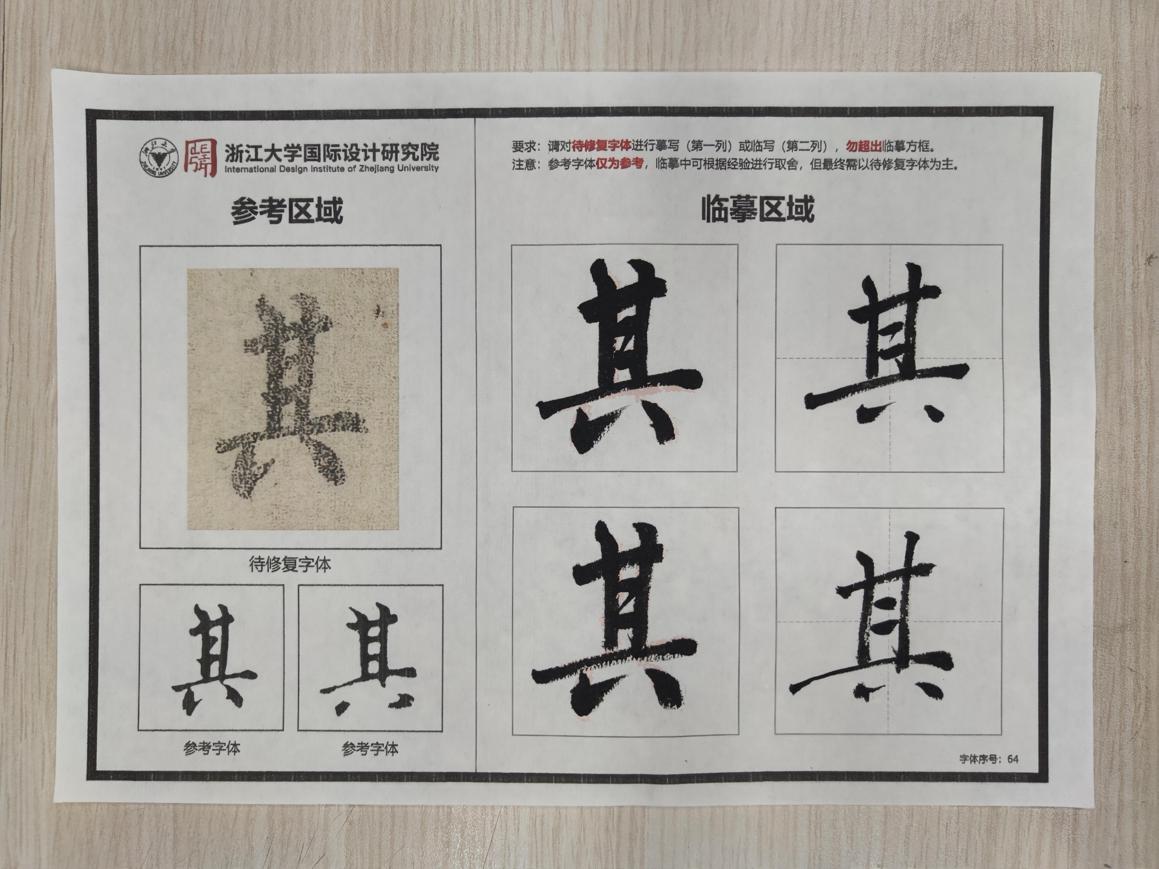 浙江大学国际设计研究院
International Design Institute of Zhejiang University
要求：请对待修复字体进行摹写（第一列）或临写（第二列），勿超出临摹方框。
注意：参考字体仅为参考，临摹中可根据经验进行取舍，但最终需以待修复字体为主。
参考区域
其
待修复字体
其
其
参考字体
参考字体
临摹区域
其
其
其
其
字体序号：64